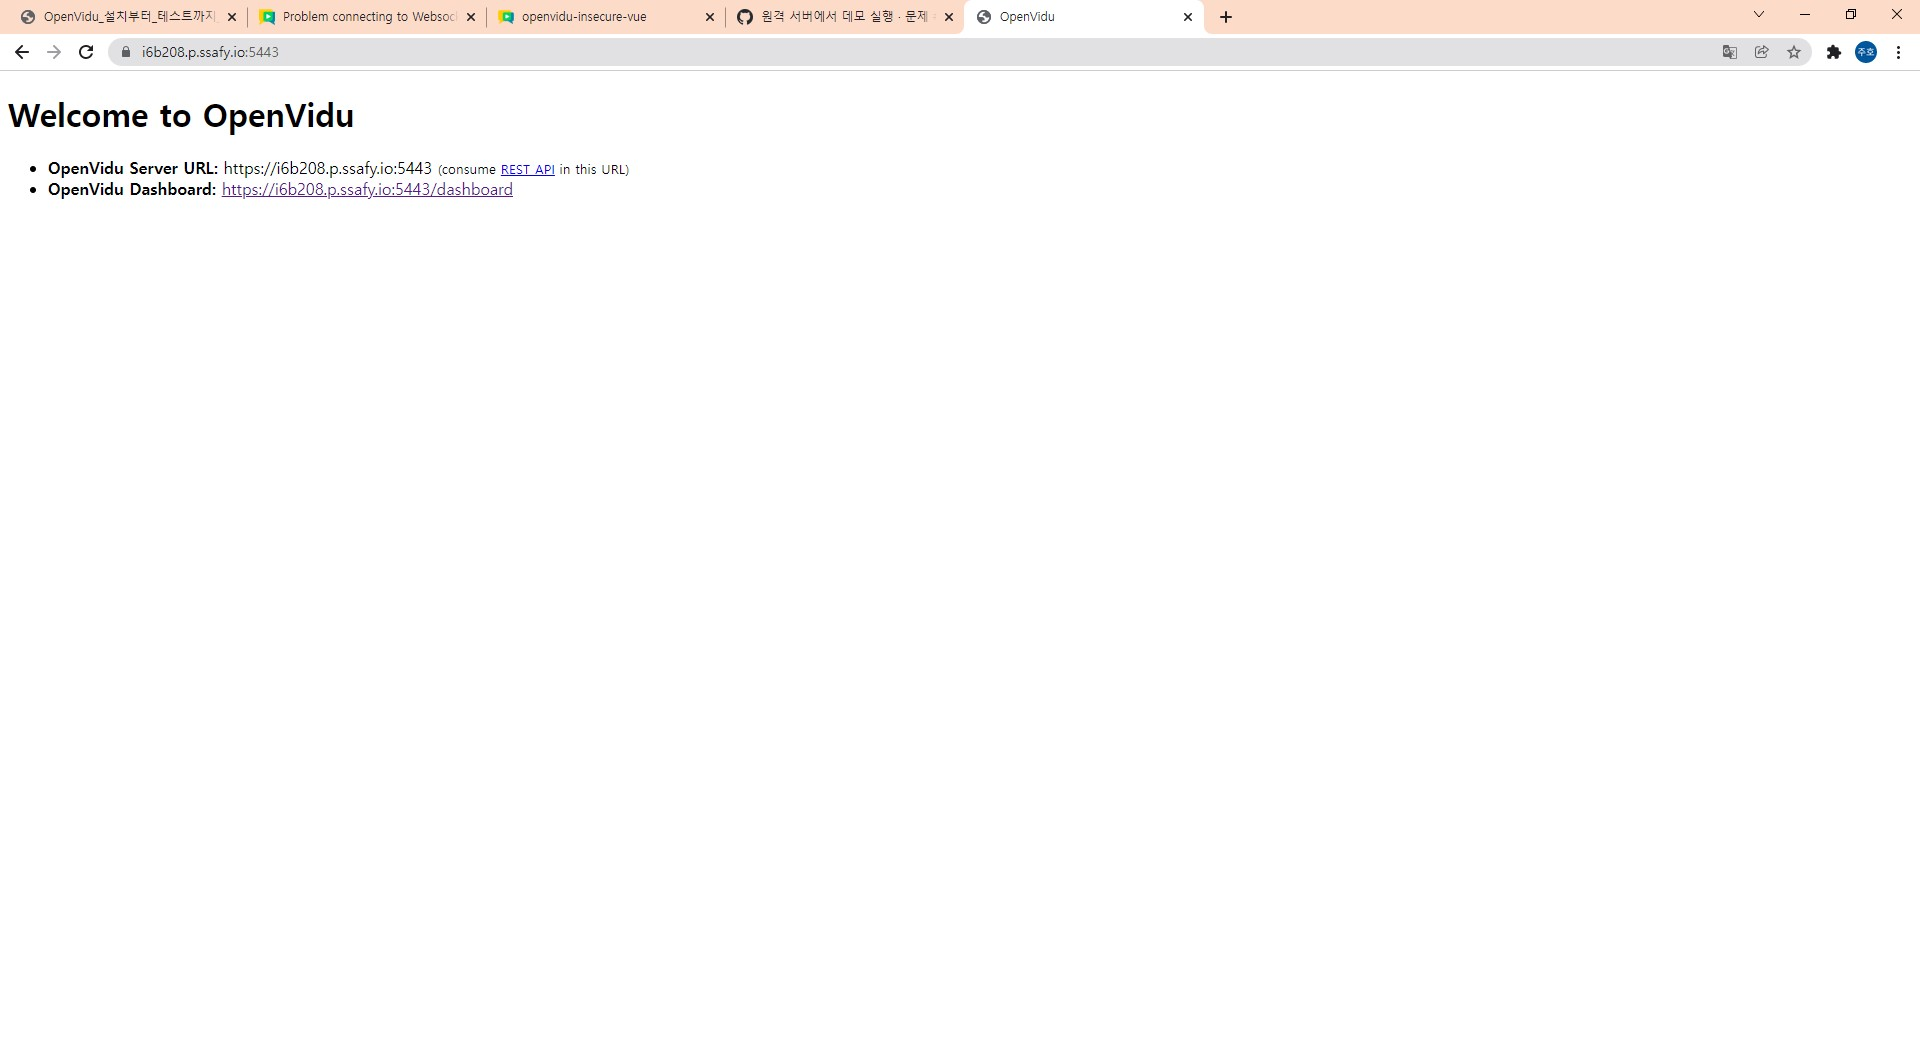 OpenVidu_설치부터_테스트까지
Problem connecting to Websoc
openvidu-insecure-vue
원격 서버에서 데모 실행 · 문제
OpenVidu
i6b208.p.ssafy.io:5443
주호
Welcome to OpenVidu
OpenVidu Server URL: https://i6b208.p.ssafy.io:5443 (consume REST API in this URL)
OpenVidu Dashboard: https://i6b208.p.ssafy.io:5443/dashboard